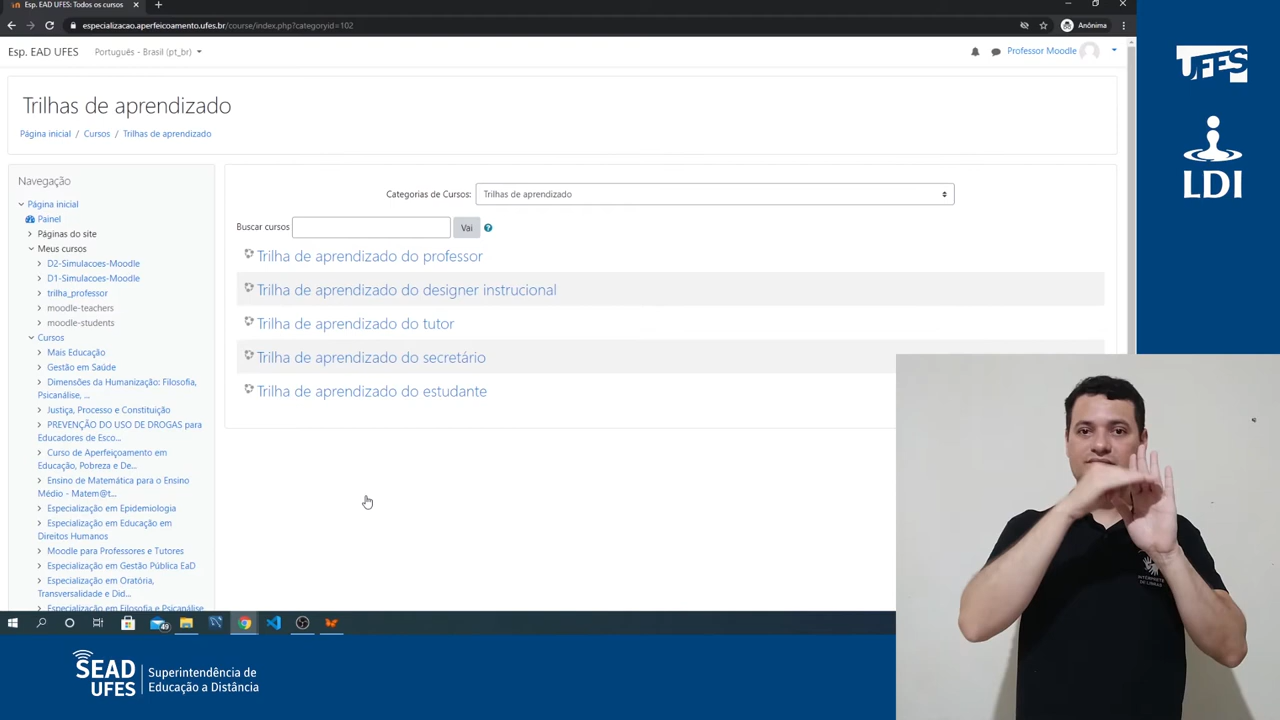 Esp. EAD UFES: Todos os cursos
especializacao.aperfeicoamento.ufes.br/course/index.php?categoryid=102
Anônima
Esp. EAD UFES
Português - Brasil (pt_br)
Professor Moodle
UFES
LDI
Trilhas de aprendizado
Página inicial / Cursos / Trilhas de aprendizado
Navegação
Página inicial
Painel
Páginas do site
Meus cursos
D2-Simulacoes-Moodle
D1-Simulacoes-Moodle
trilha_professor
moodle-teachers
moodle-students
Cursos
Mais Educação
Gestão em Saúde
Dimensões da Humanização: Filosofia,
Psicanálise, ...
Justiça, Processo e Constituição
PREVENÇÃO DO USO DE DROGAS para
Educadores de Esco...
Curso de Aperfeiçoamento em
Educação, Pobreza e De...
Ensino de Matemática para o Ensino
Médio - Matem@t...
Especialização em Epidemiologia
Especialização em Educação em
Direitos Humanos
Moodle para Professores e Tutores
Especialização em Gestão Pública EaD
Especialização em Oratória,
Transversalidade e Did...
Especialização em Filosofia e Psicanálise
Categorias de Cursos: Trilhas de aprendizado
Buscar cursos Vai
Trilha de aprendizado do professor
Trilha de aprendizado do designer instrucional
Trilha de aprendizado do tutor
Trilha de aprendizado do secretário
Trilha de aprendizado do estudante
49
INTÉRPRETE
DE LIBRAS
SEAD
UFES
Superintendência de
Educação a Distância